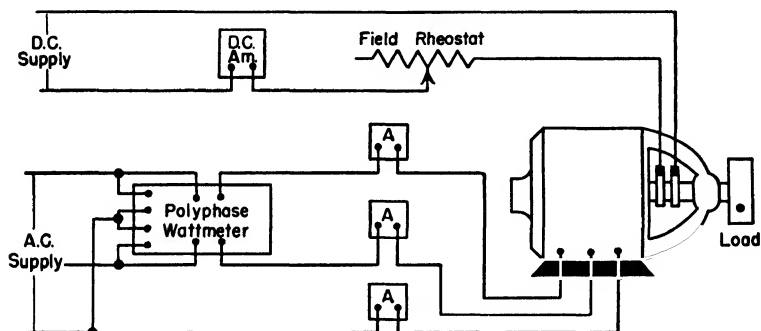 D.C.
Supply
D.C.
Am.
Field Rheostat
A
Polyphase
Wattmeter
A
A.C.
Supply
Load
A